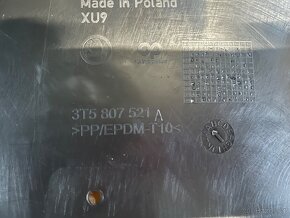 Made in Poland
XU9
3T5 807 521 A
>PP/EPDM-T10<